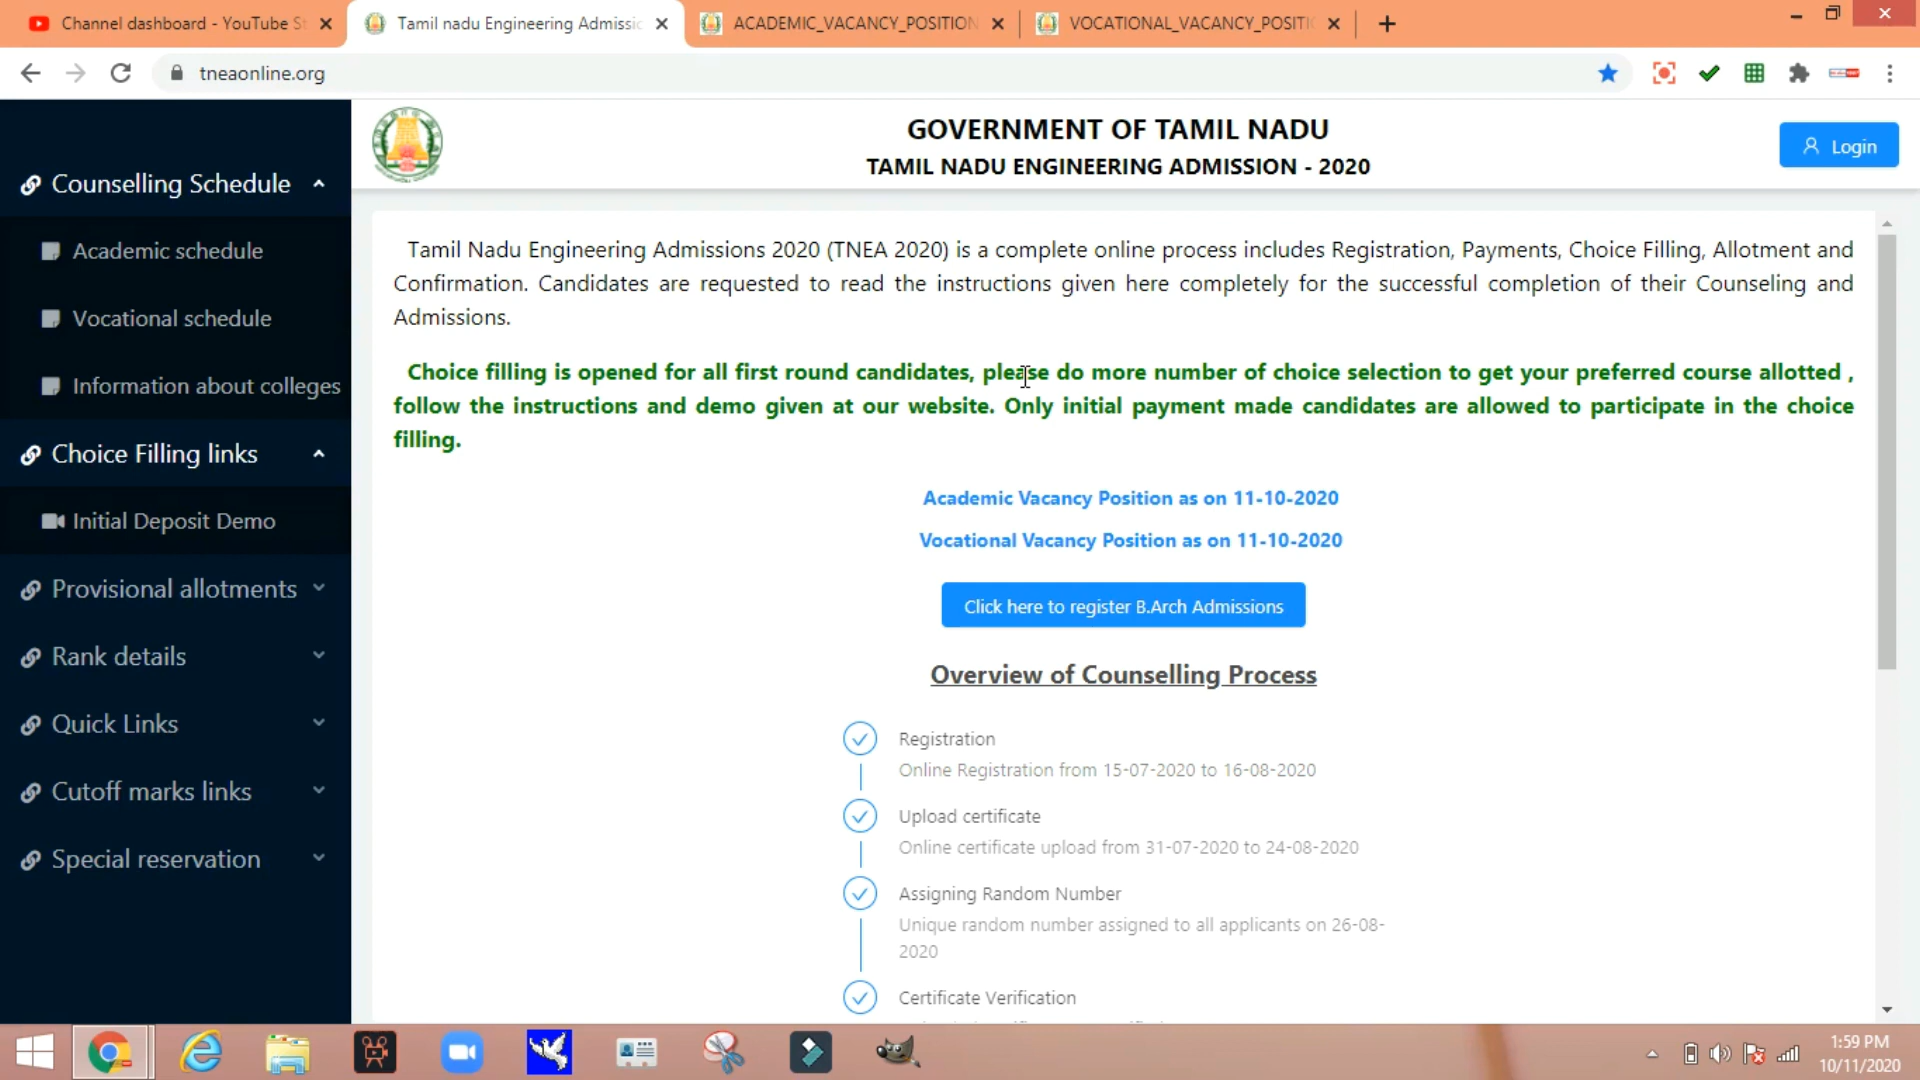 Channel dashboard - YouTube S
Tamil nadu Engineering Admissic
ACADEMIC_VACANCY_POSITION
VOCATIONAL_VACANCY_POSITI
tneaonline.org
GOVERNMENT OF TAMIL NADU
TAMIL NADU ENGINEERING ADMISSION - 2020
Login
Counselling Schedule
Academic schedule
Vocational schedule
Information about colleges
Choice Filling links
Initial Deposit Demo
Provisional allotments
Rank details
Quick Links
Cutoff marks links
Special reservation
Tamil Nadu Engineering Admissions 2020 (TNEA 2020) is a complete online process includes Registration, Payments, Choice Filling, Allotment and
Confirmation. Candidates are requested to read the instructions given here completely for the successful completion of their Counseling and
Admissions.
Choice filling is opened for all first round candidates, please do more number of choice selection to get your preferred course allotted ,
follow the instructions and demo given at our website. Only initial payment made candidates are allowed to participate in the choice
filling.
Academic Vacancy Position as on 11-10-2020
Vocational Vacancy Position as on 11-10-2020
Click here to register B.Arch Admissions
Overview of Counselling Process
Registration
Online Registration from 15-07-2020 to 16-08-2020
Upload certificate
Online certificate upload from 31-07-2020 to 24-08-2020
Assigning Random Number
Unique random number assigned to all applicants on 26-08-
2020
Certificate Verification
1:59 PM
10/11/2020